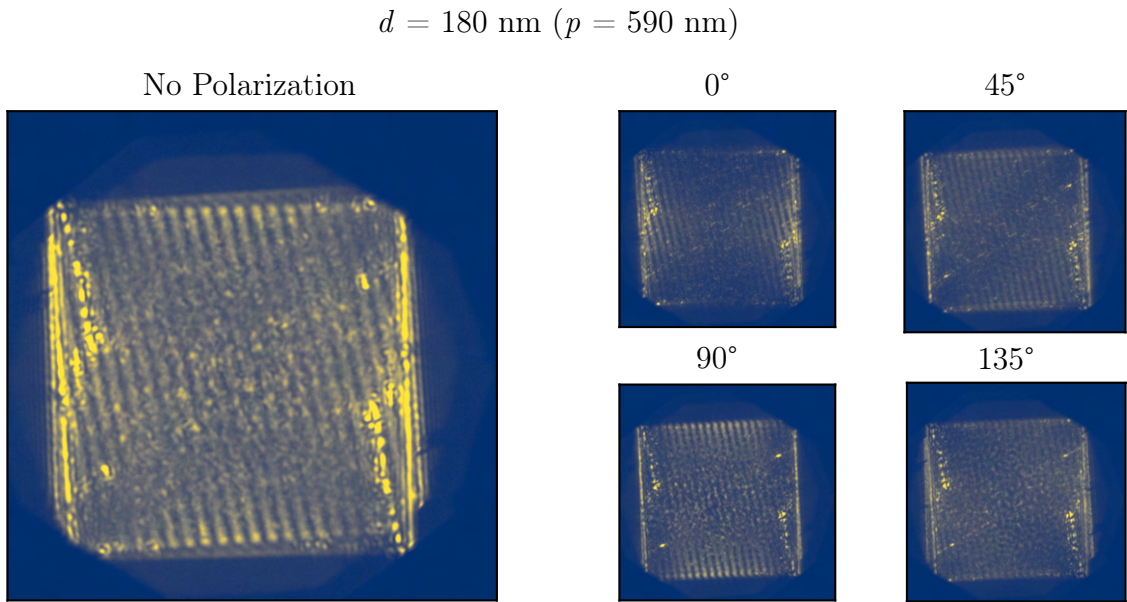 d = 180 nm (p = 590 nm)
No Polarization
0°
45°
90°
135°